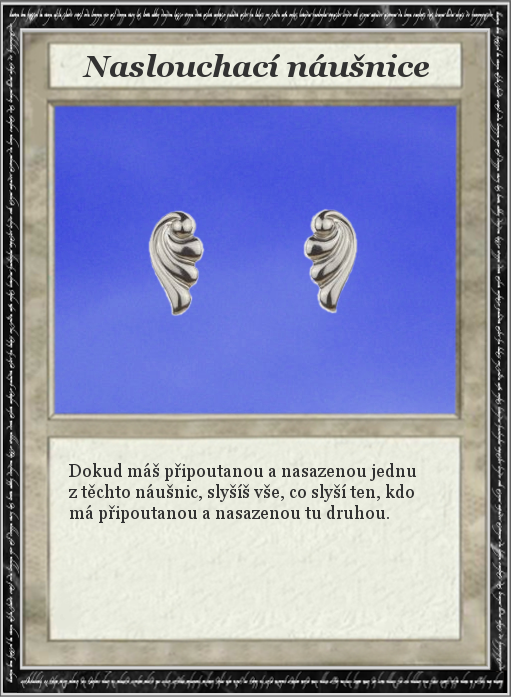 Naslouchací náušnice
Dokud máš připoutanou a nasazenou jednu
z těchto náušnic, slyšíš vše, co slyší ten, kdo
má připoutanou a nasazenou tu druhou.